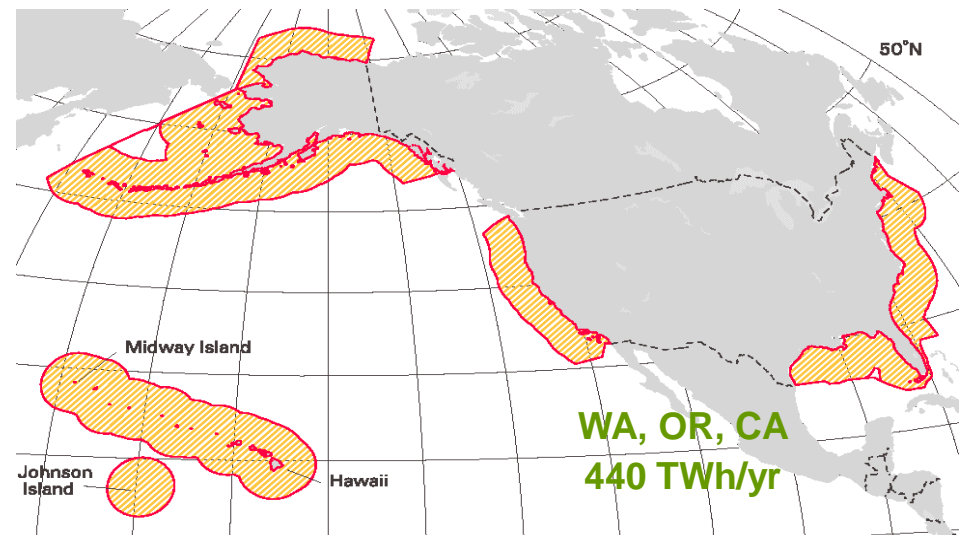 50°N
Midway Island
Johnson
Island
Hawaii
WA, OR, CA
440 TWh/yr